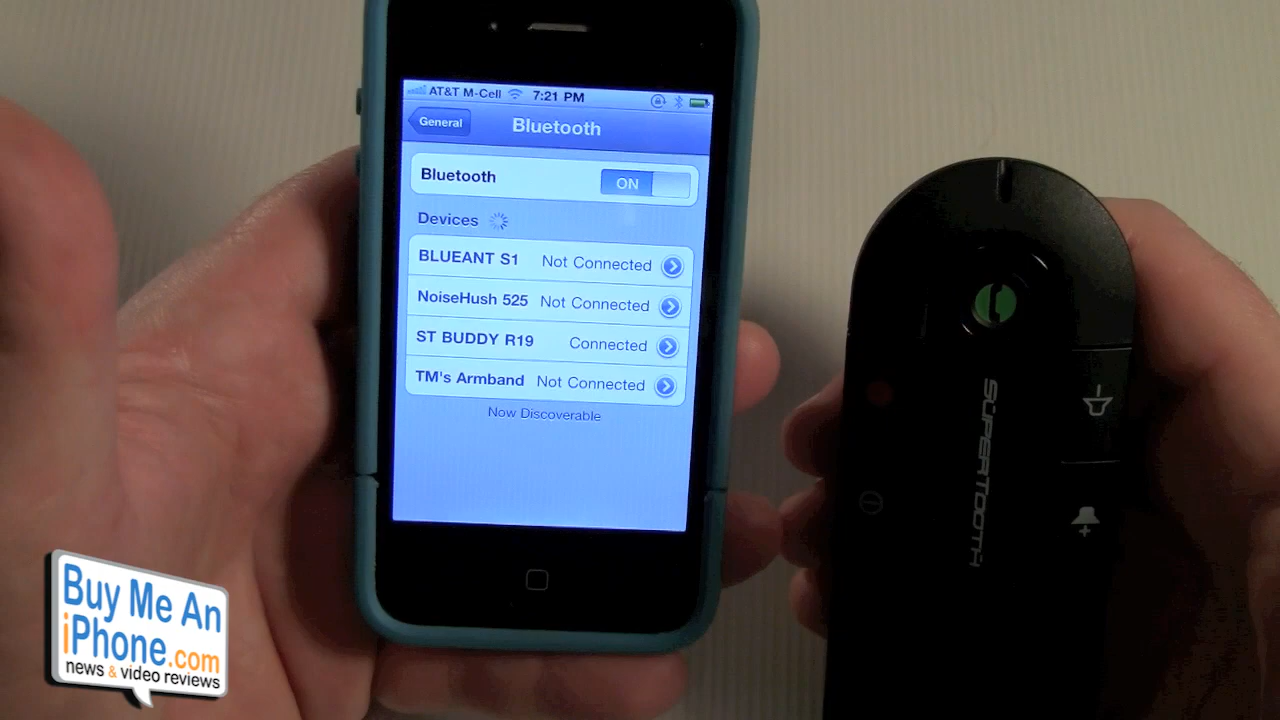 AT&T M-Cell 7:21 PM
General
Bluetooth
Bluetooth ON
Devices
BLUEANT S1 Not Connected
NoiseHush 525 Not Connected
ST BUDDY R19 Connected
TM's Armband Not Connected
Now Discoverable
SUPERTOOTH
Buy Me An
iPhone.com
news & video reviews